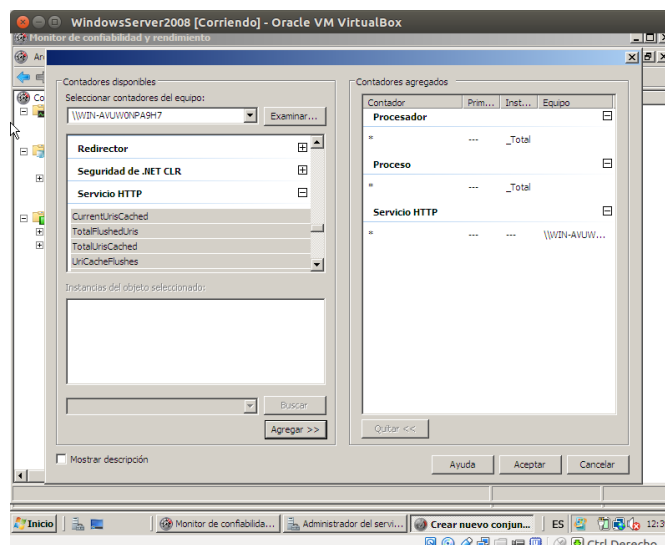 WindowsServer2008 [Corriendo] - Oracle VM VirtualBox
Monitor de confiabilidad y rendimiento
Contadores disponibles
Seleccionar contadores del equipo:
\\WIN-AVUW0NPA9H7
Examinar...
Redirector
Seguridad de .NET CLR
Servicio HTTP
CurrentUrisCached
TotalFlushedUris
TotalUrisCached
UriCacheFlushes
Instancias del objeto seleccionado:
Buscar
Agregar >>
Mostrar descripción
Contadores agregados
Contador Prim... Inst... Equipo
Procesador
* --- _Total
Proceso
* --- _Total
Servicio HTTP
* --- --- \\WIN-AVUW...
Quitar <<
Ayuda Aceptar Cancelar
Inicio Monitor de confiabilida... Administrador del servi... Crear nuevo conjun... ES
Ctrl Derecho